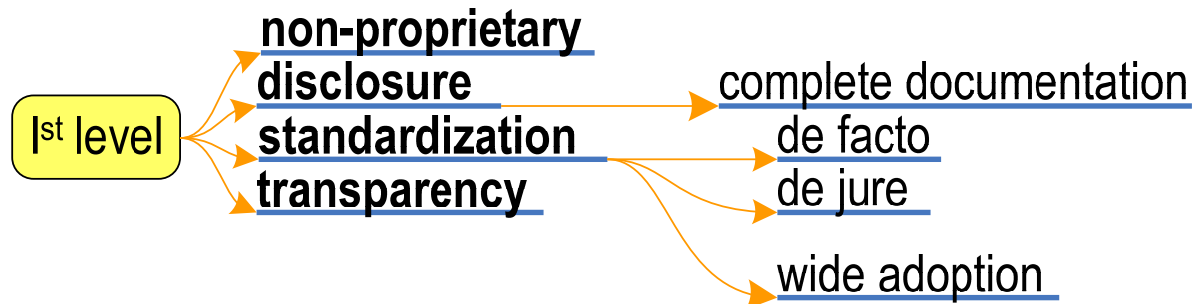 non-proprietary
disclosure
complete documentation
Ist level
standardization
de facto
transparency
de jure
wide adoption